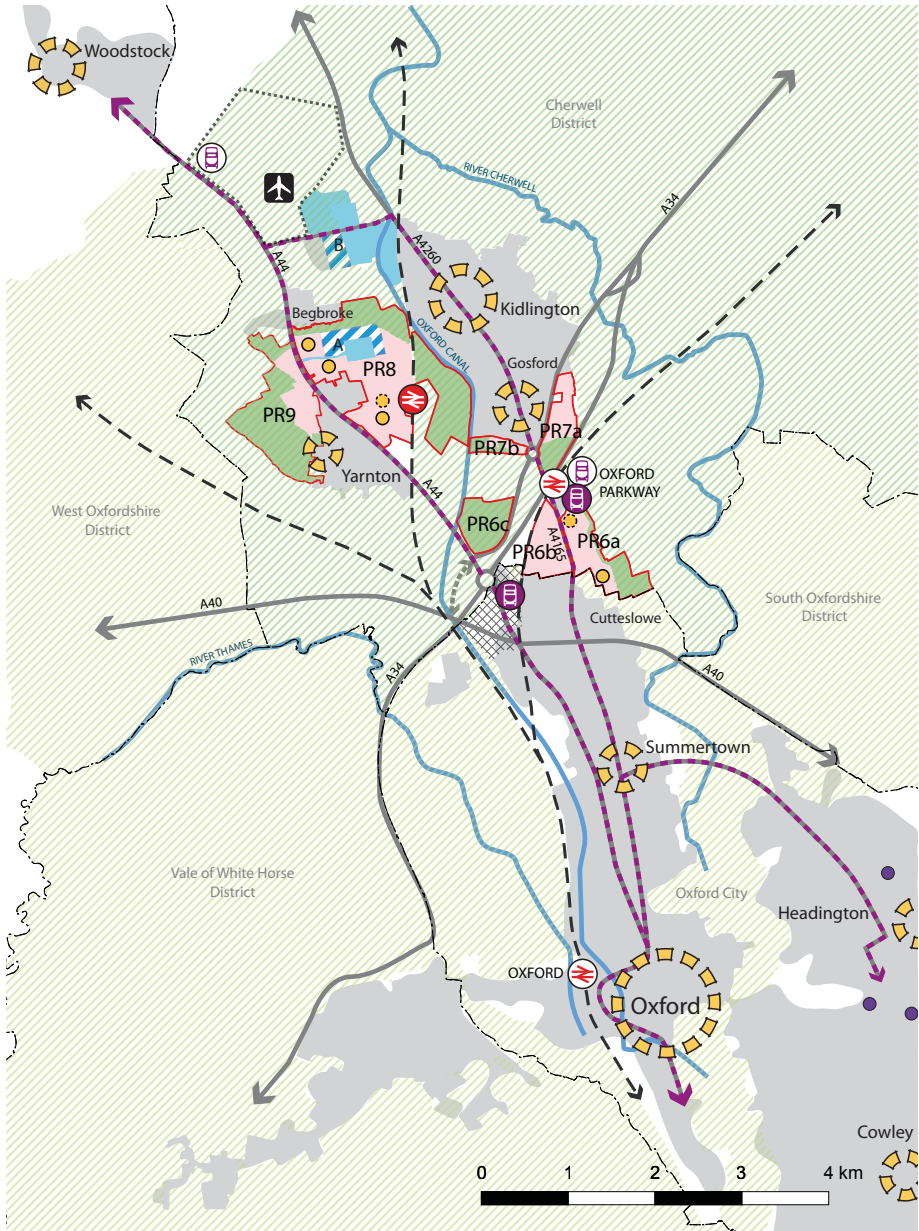 Woodstock
Cherwell
District
RIVER CHERWELL
A34
A44
B
A4260
Kidlington
Begbroke
OXFORD CANAL
A
PR8
Gosford
PR9
PR7a
PR7b
Yarnton
A44
OXFORD
PARKWAY
West Oxfordshire
District
PR6c
PR6b
A4165
PR6a
A40
Cutteslowe
South Oxfordshire
District
RIVER THAMES
A34
A40
Summertown
Vale of White Horse
District
Oxford City
Headington
OXFORD
Oxford
Cowley
0 1 2 3 4 km